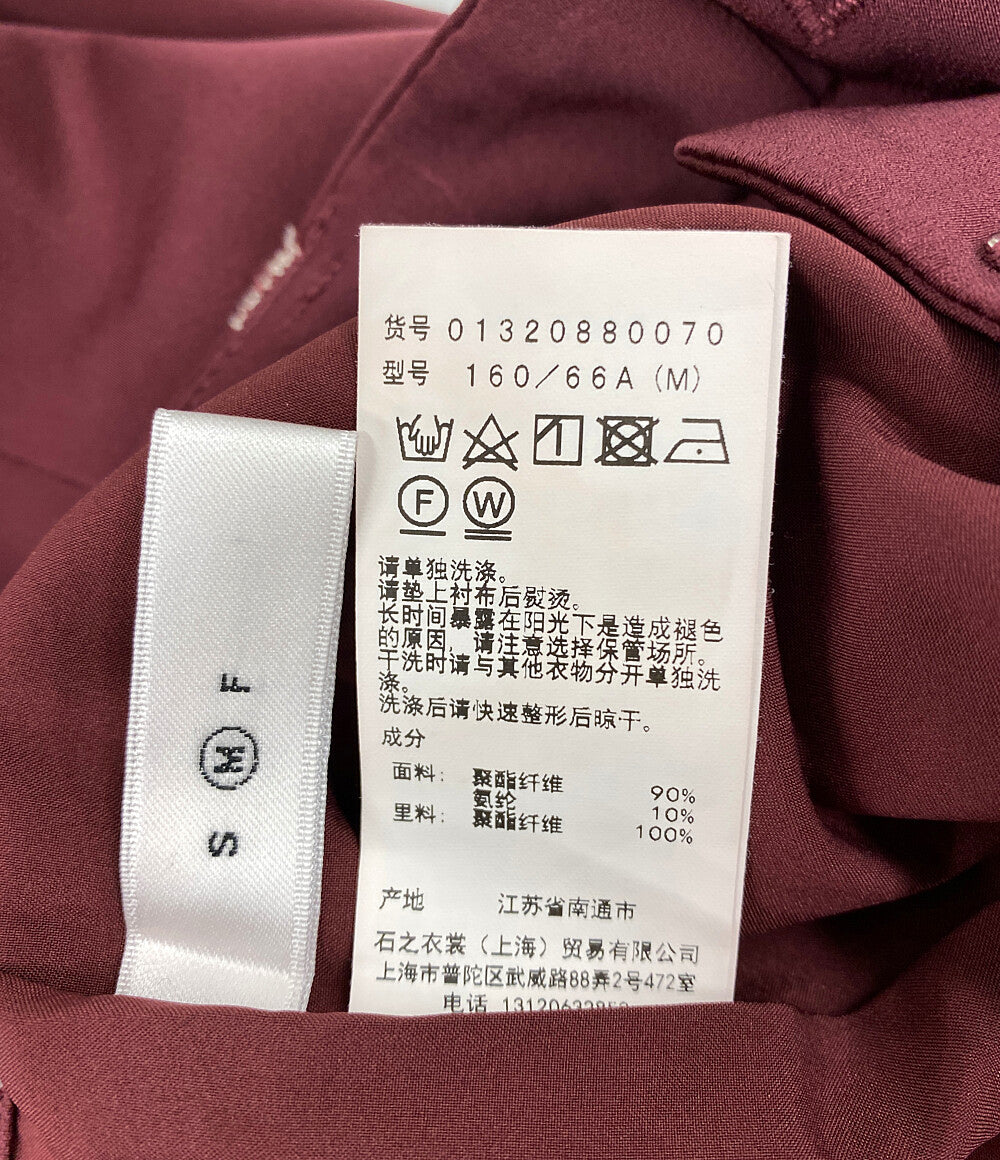 货号 01320880070
型号 160/66A (M)
F W
请单独洗涤。
请垫上衬布后熨烫。
长时间暴露在阳光下是造成褪色
的原因，请注意选择保管场所。
干洗时请与其他衣物分开单独洗
涤。
洗涤后请快速整形后晾干。
成分
面料: 聚酯纤维 90%
氨纶 10%
里料: 聚酯纤维 100%
产地 江苏省南通市
石之衣裳（上海）贸易有限公司
上海市普陀区武威路88弄2号472室
电话
S M F